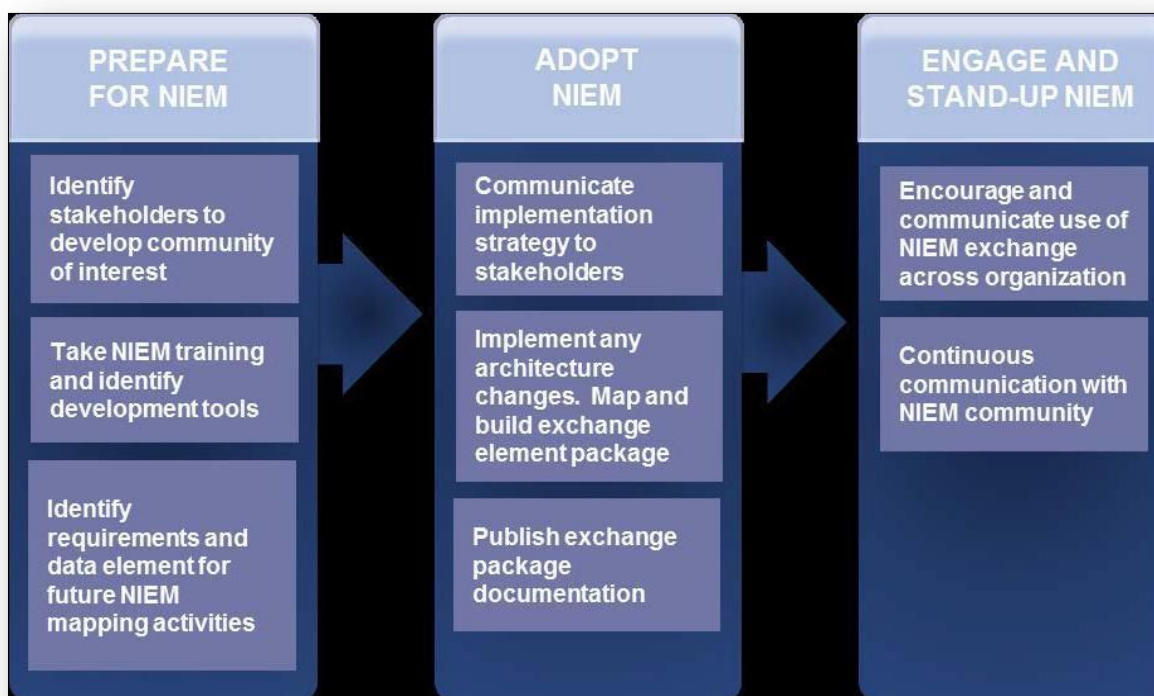 PREPARE
FOR NIEM
Identify
stakeholders to
develop community
of interest
Take NIEM training
and identify
development tools
Identify
requirements and
data element for
future NIEM
mapping activities
ADOPT
NIEM
Communicate
implementation
strategy to
stakeholders
Implement any
architecture
changes.  Map and
build exchange
element package
Publish exchange
package
documentation
ENGAGE AND
STAND-UP NIEM
Encourage and
communicate use of
NIEM exchange
across organization
Continuous
communication with
NIEM community